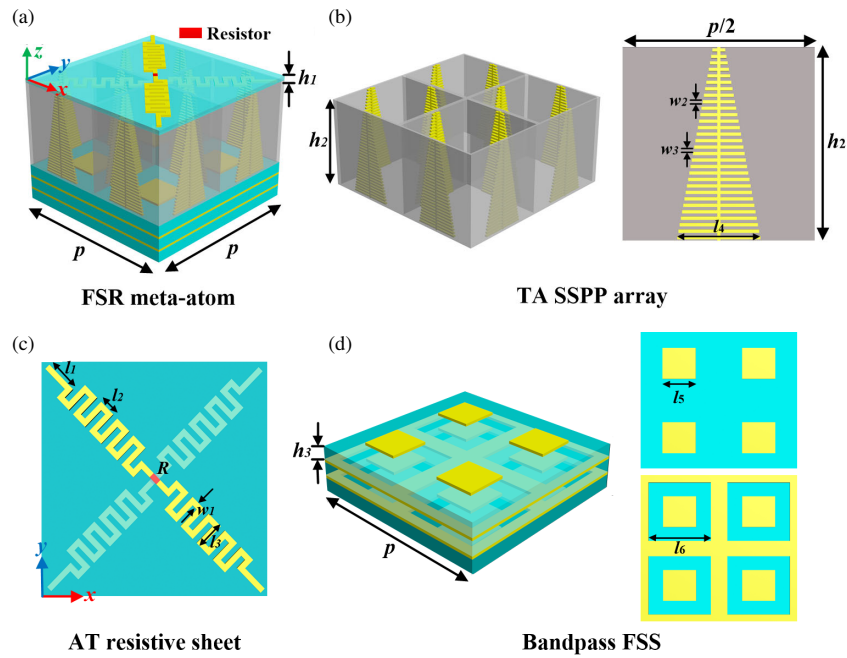 (a)
Resistor
z
y
x
h1
h2
p
p
FSR meta-atom
(b)
h2
p/2
w2
w3
l4
h2
TA SSPP array
(c)
l1
l2
R
w1
l3
y
x
AT resistive sheet
(d)
h3
p
l5
l6
Bandpass FSS